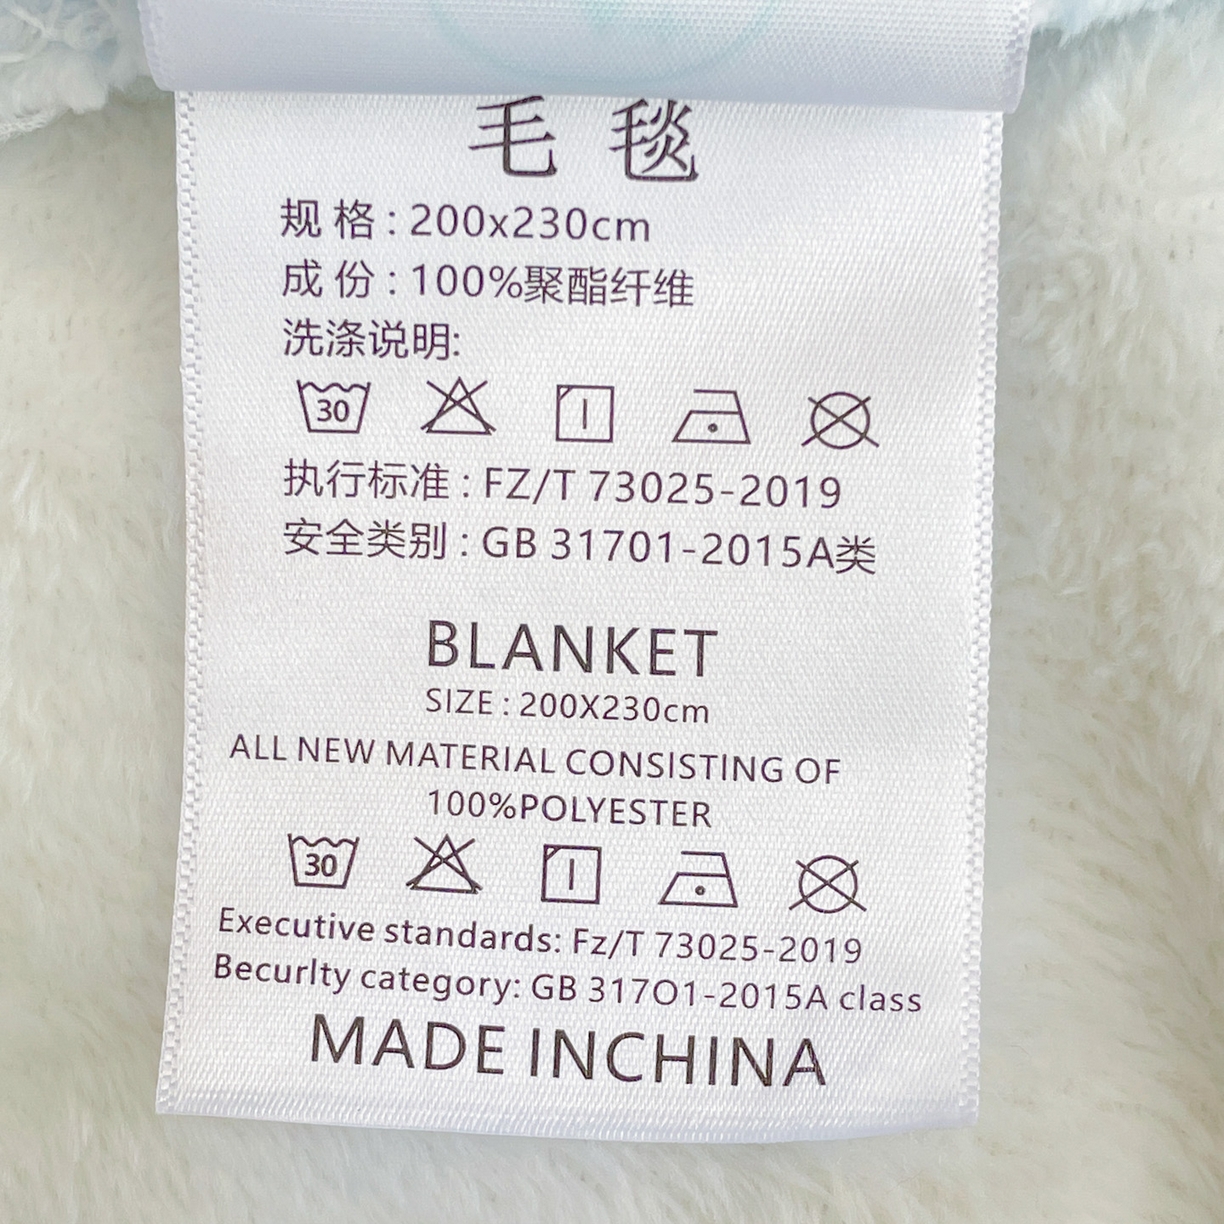 毛 毯
规 格 : 200x230cm
成 份 : 100%聚酯纤维
洗涤说明:
30
执行标准 : FZ/T 73025-2019
安全类别 : GB 31701-2015A类
BLANKET
SIZE : 200X230cm
ALL NEW MATERIAL CONSISTING OF
100%POLYESTER
30
Executive standards: Fz/T 73025-2019
Becurlty category: GB 317O1-2015A class
MADE INCHINA